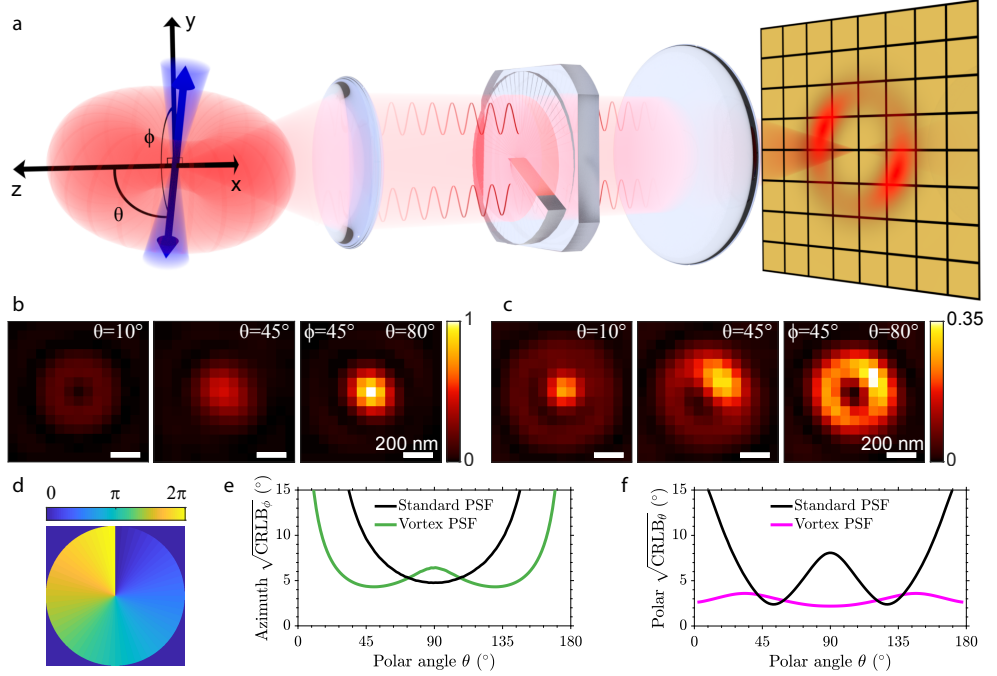 a
y
ϕ
z
x
θ
b
θ=10°
θ=45°
ϕ=45°
θ=80°
200 nm
1
0
c
θ=10°
θ=45°
ϕ=45°
θ=80°
200 nm
0.35
0
d
0 π 2π
e
Azimuth √CRLBϕ (°)
15
10
5
0
Standard PSF
Vortex PSF
0 45 90 135 180
Polar angle θ (°)
f
Polar √CRLBθ (°)
15
10
5
0
Standard PSF
Vortex PSF
0 45 90 135 180
Polar angle θ (°)